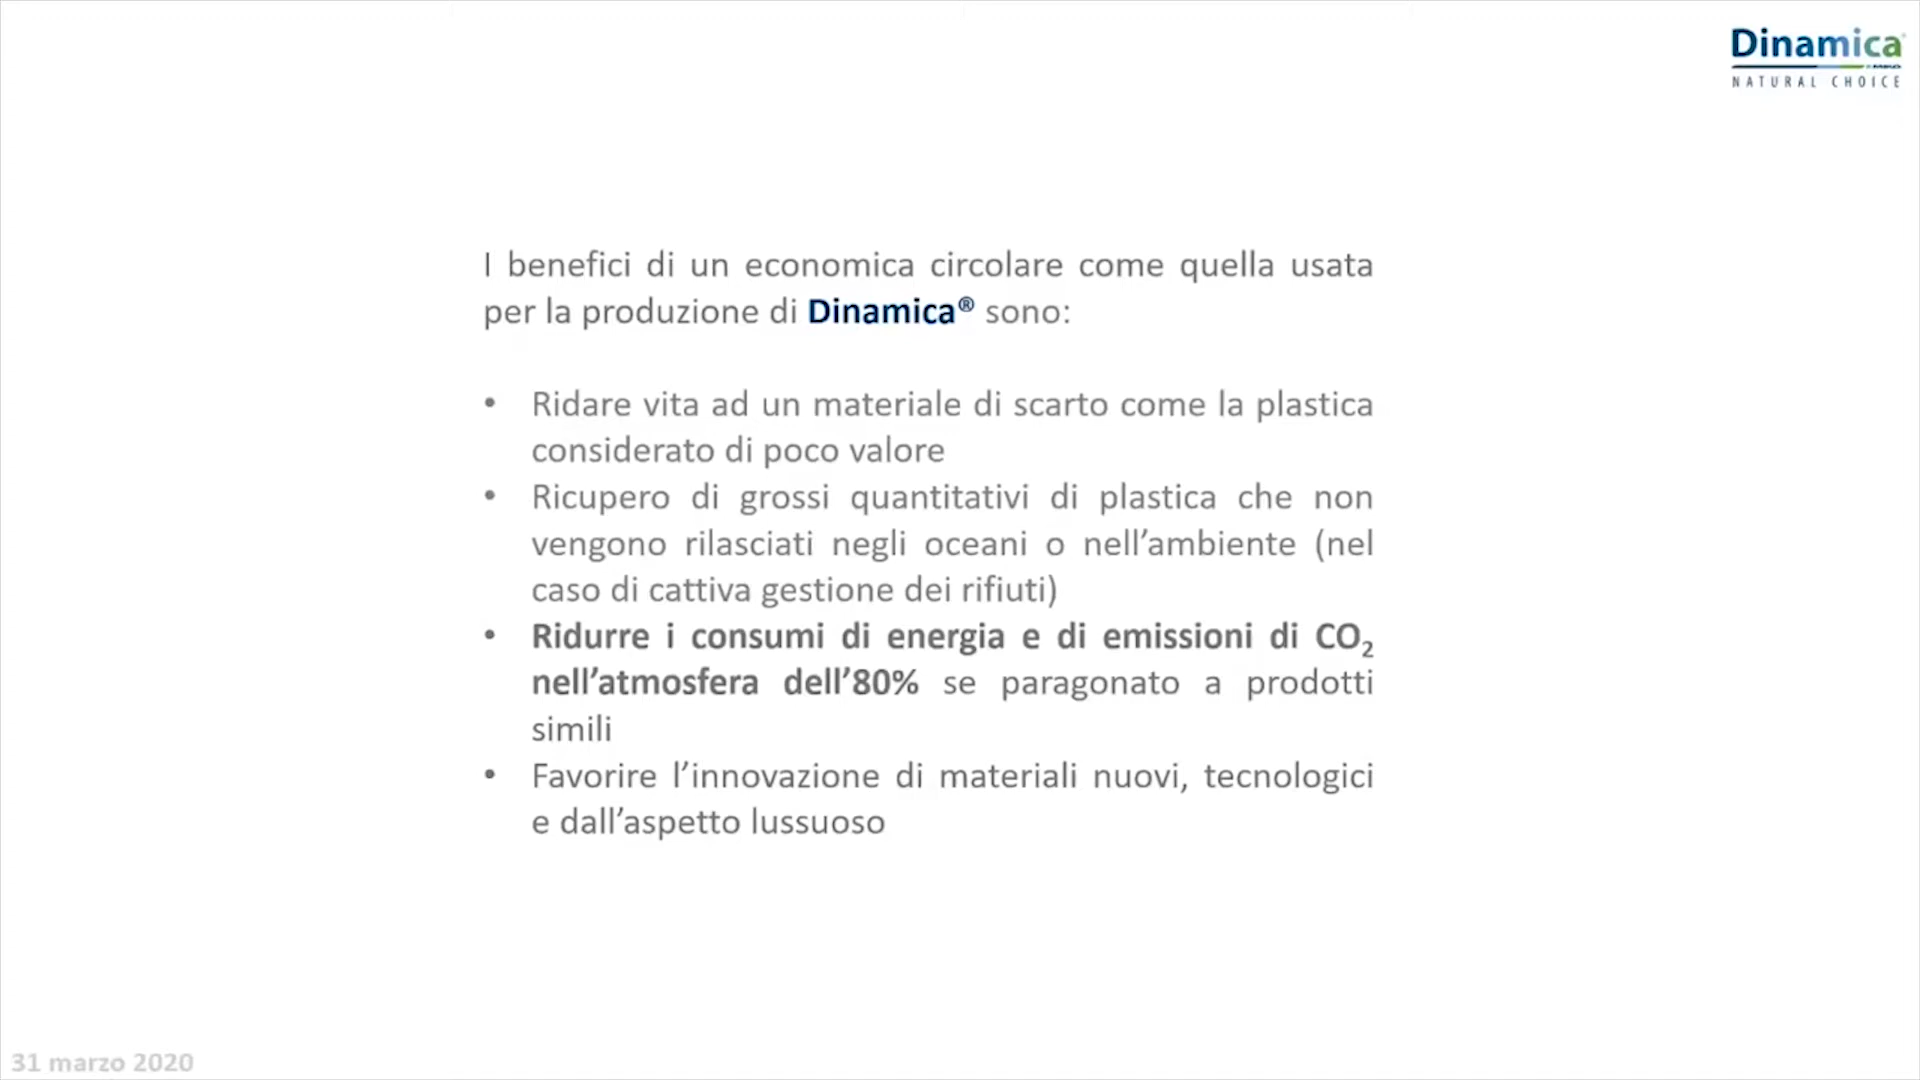 Dinamica
NATURAL CHOICE
I benefici di un economica circolare come quella usata
per la produzione di Dinamica® sono:
• Ridare vita ad un materiale di scarto come la plastica
considerato di poco valore
• Ricupero di grossi quantitativi di plastica che non
vengono rilasciati negli oceani o nell’ambiente (nel
caso di cattiva gestione dei rifiuti)
• Ridurre i consumi di energia e di emissioni di CO₂
nell’atmosfera dell’80% se paragonato a prodotti
simili
• Favorire l’innovazione di materiali nuovi, tecnologici
e dall’aspetto lussuoso
31 marzo 2020